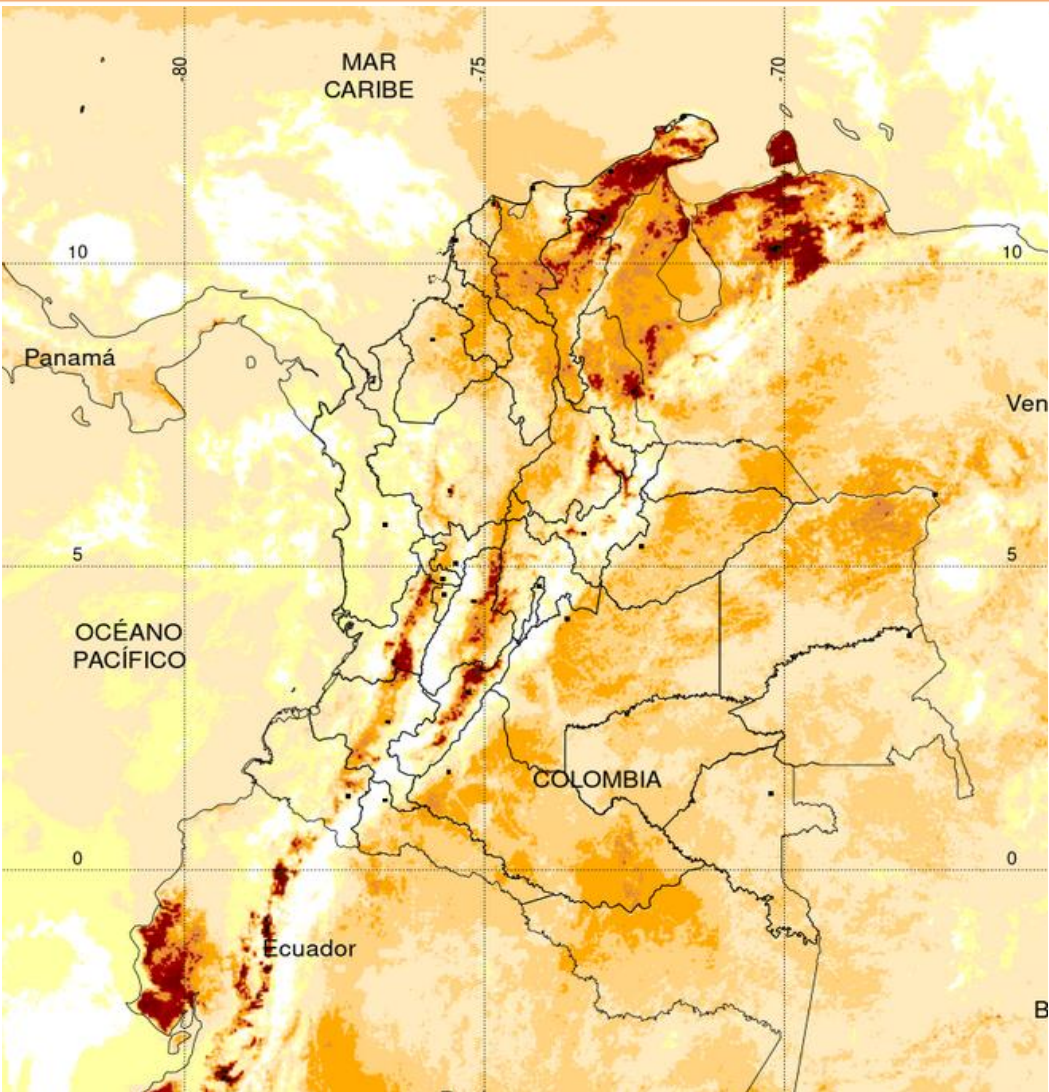 -80
-75
-70
MAR
CARIBE
10
10
Panamá
Ven
5
5
OCÉANO
PACÍFICO
COLOMBIA
0
0
Ecuador
B